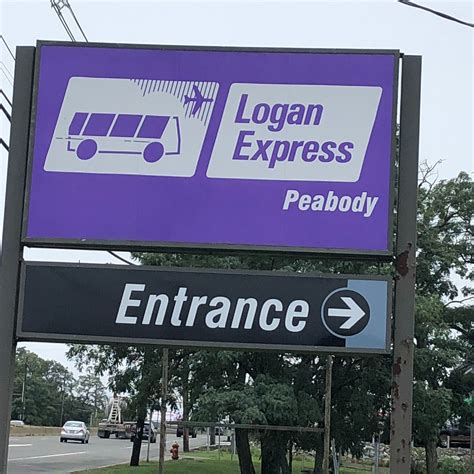 Logan
Express
Peabody
Entrance